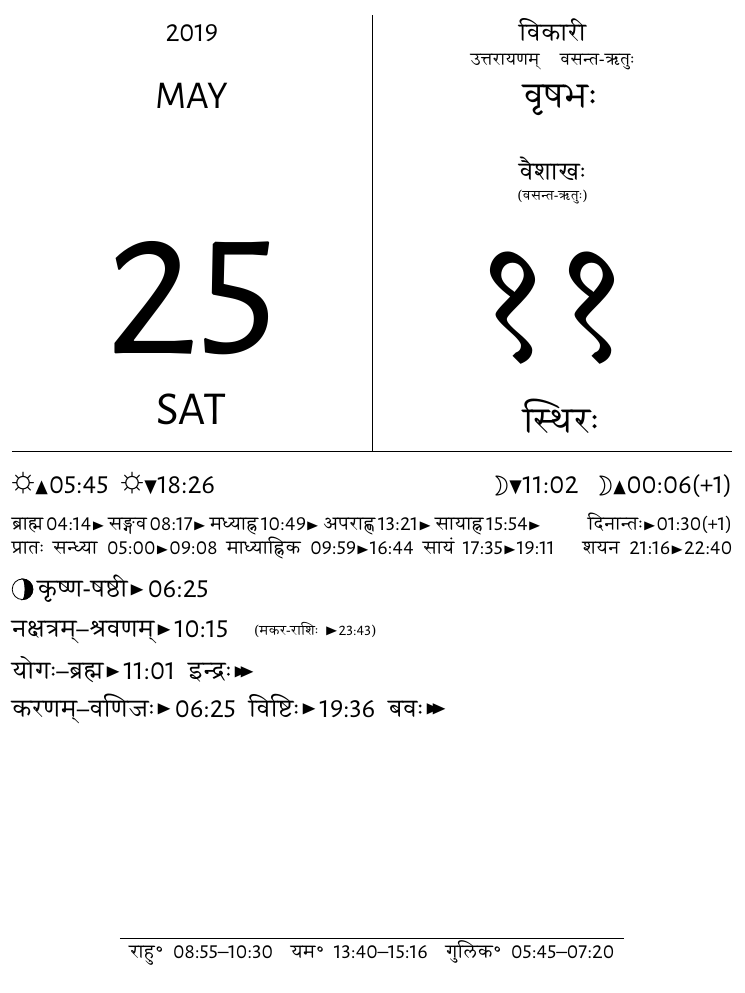 2019
MAY
25
SAT
विकारी
उत्तरायणम् वसन्त-ऋतुः
वृषभः
वैशाखः
(वसन्त-ऋतुः)
११
स्थिरः
☼▲05:45 ☼▼18:26 ☽▼11:02 ☽▲00:06(+1)
ब्राह्म 04:14► सङ्गव 08:17► मध्याह्न 10:49► अपराह्ण 13:21► सायाह्न 15:54► दिनान्तः►01:30(+1)
प्रातः सन्ध्या 05:00►09:08 माध्याह्निक 09:59►16:44 सायं 17:35►19:11 शयन 21:16►22:40
कृष्ण-षष्ठी► 06:25
नक्षत्रम्–श्रवणम्►10:15 (मकर-राशिः ►23:43)
योगः–ब्रह्म►11:01 इन्द्रः►►
करणम्–वणिजः►06:25 विष्टिः►19:36 बवः►►
राहु॰ 08:55–10:30 यम॰ 13:40–15:16 गुलिक॰ 05:45–07:20